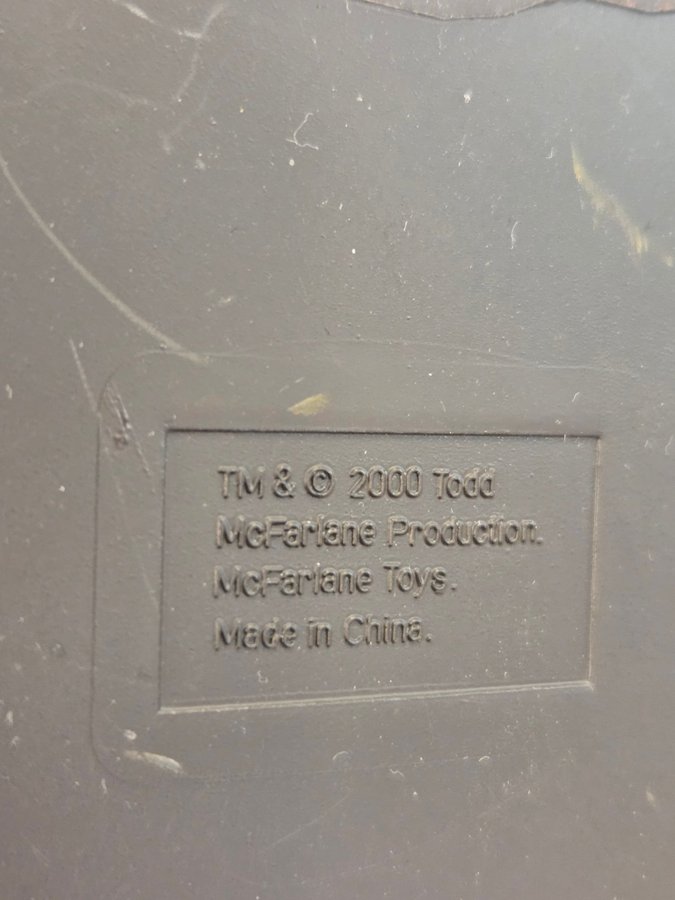 TM & © 2000 Todd
McFarlane Production.
McFarlane Toys.
Made in China.